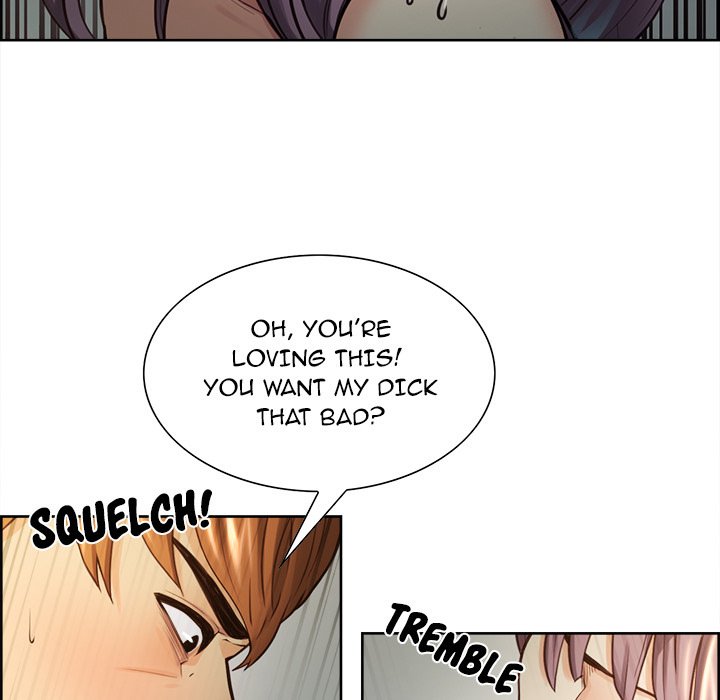 OH, YOU'RE
LOVING THIS!
YOU WANT MY DICK
THAT BAD?
SQUELCH!
TREMBLE